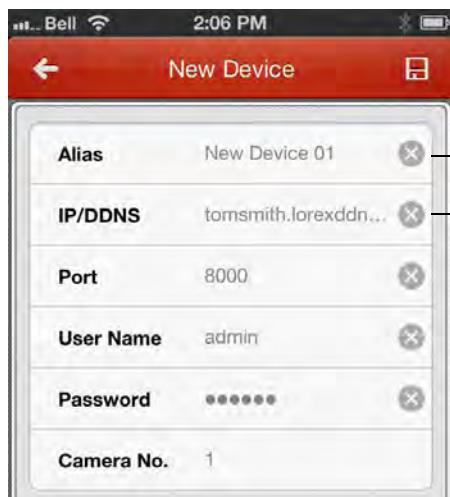 Bell 2:06 PM
New Device
Alias New Device 01
IP/DDNS tomsmith.lorexddn...
Port 8000
User Name admin
Password ●●●●●●
Camera No. 1